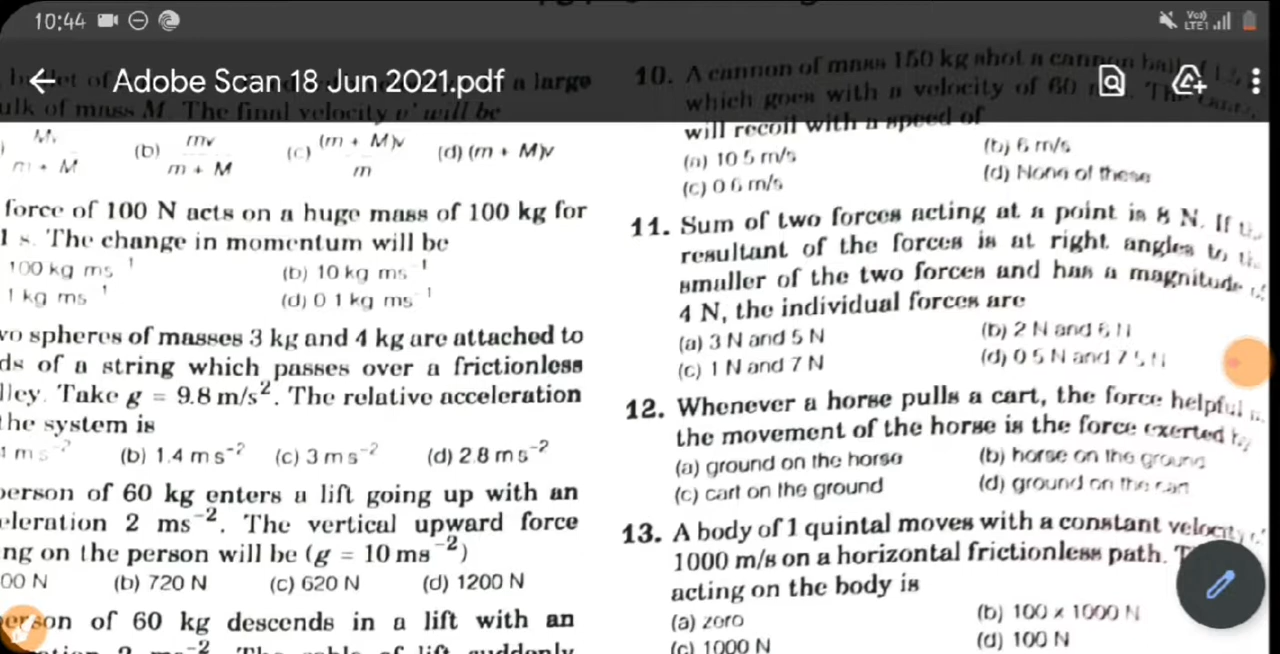 10:44
Vo)) LTE1
Adobe Scan 18 Jun 2021.pdf
a large
ulk of mass M. The final velocity v' will be
Mv
m + M
(b) mv
m + M
(c) (m + M)v
m
(d) (m + M)v
force of 100 N acts on a huge mass of 100 kg for
1 s. The change in momentum will be
100 kg ms
(b) 10 kg ms -1
1 kg ms
(d) 0 1 kg ms -1
vo spheres of masses 3 kg and 4 kg are attached to
ds of a string which passes over a frictionless
lley. Take g = 9.8 m/s². The relative acceleration
the system is
(b) 1.4 m s⁻²
(c) 3 m s⁻²
(d) 2.8 m s⁻²
person of 60 kg enters a lift going up with an
eleration 2 ms⁻². The vertical upward force
ng on the person will be (g = 10 ms⁻²)
00 N
(b) 720 N
(c) 620 N
(d) 1200 N
erson of 60 kg descends in a lift with an
10. A cannon of mass 150 kg shot a cannon ball
which goes with a velocity of 60
will recoil with a speed of
(a) 10 5 m/s
(b) 6 m/s
(c) 0 6 m/s
(d) None of these
11. Sum of two forces acting at a point is 8 N. If
resultant of the forces is at right angles to
smaller of the two forces and has a magnitude
4 N, the individual forces are
(a) 3 N and 5 N
(b) 2 N and 6 N
(c) 1 N and 7 N
(d) 0 5 N and 7 5 N
12. Whenever a horse pulls a cart, the force helpful
the movement of the horse is the force exerted
(a) ground on the horse
(b) horse on the ground
(c) cart on the ground
(d) ground on the cart
13. A body of 1 quintal moves with a constant velocity
1000 m/s on a horizontal frictionless path.
acting on the body is
(a) zero
(b) 100 × 1000 N
(c) 1000 N
(d) 100 N